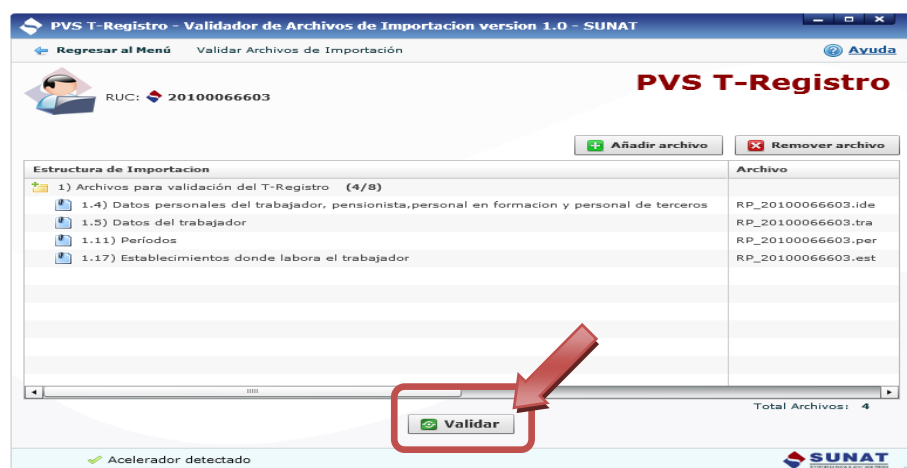 PVS T-Registro - Validador de Archivos de Importacion version 1.0 - SUNAT
Regresar al Menú Validar Archivos de Importación Ayuda
PVS T-Registro
RUC: 20100066603
Añadir archivo Remover archivo
Estructura de Importacion Archivo
1) Archivos para validación del T-Registro (4/8)
1.4) Datos personales del trabajador, pensionista,personal en formacion y personal de terceros RP_20100066603.ide
1.5) Datos del trabajador RP_20100066603.tra
1.11) Períodos RP_20100066603.per
1.17) Establecimientos donde labora el trabajador RP_20100066603.est
Total Archivos: 4
Validar
Acelerador detectado SUNAT